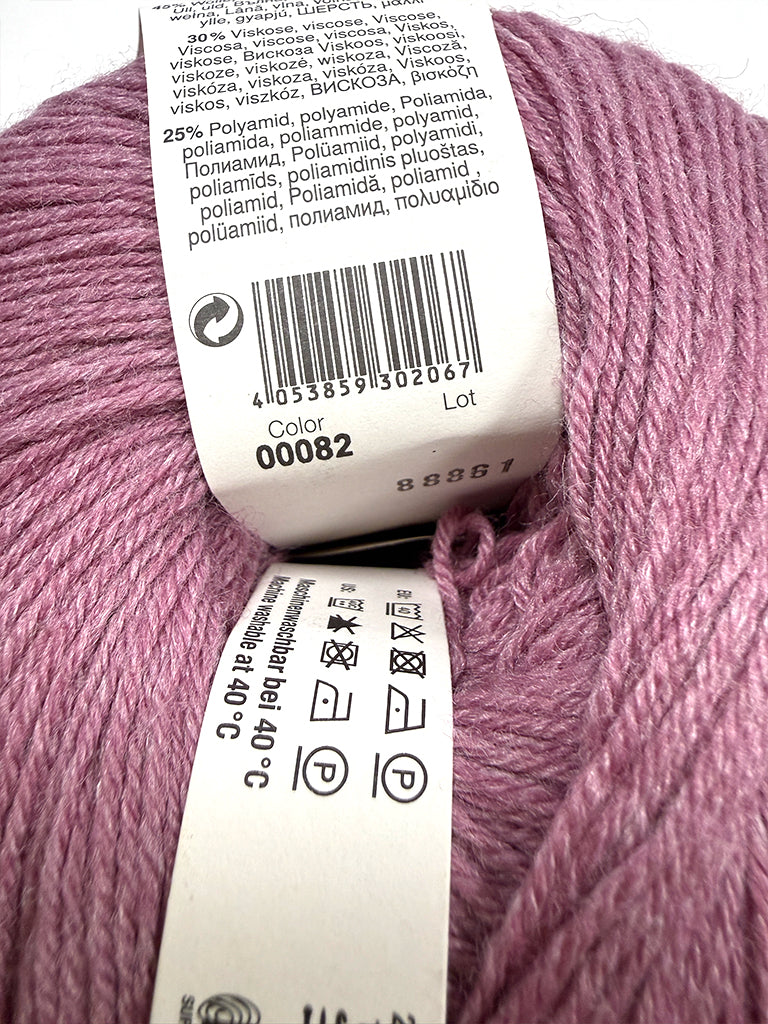 Viskose, viscose, Viscose,
30% Viskose, viscose, Viscose,
Viscosa, viscose, viscosa, Viskos,
viskose, Вискоза Viskoos, viskoosi,
viskoze, viskozė, wiskoza, Viscoză,
viskóza, viskoza, viskóza, Viskoos,
viskos, viszkóz, ВИСКОЗА, βισκόζη
25% Polyamid, polyamide, Poliamida,
poliamida, poliammide, polyamid,
Полиамид, Polüamiid, polyamidi,
poliamīds, poliamidinis pluoštas,
poliamid, Poliamidă, poliamid,
polüamiid, полиамид, πολυαμίδιο
4 053859 302067
Lot
Color
00082
88861
Maschinenwaschbar bei 40°C
Machine washable at 40°C